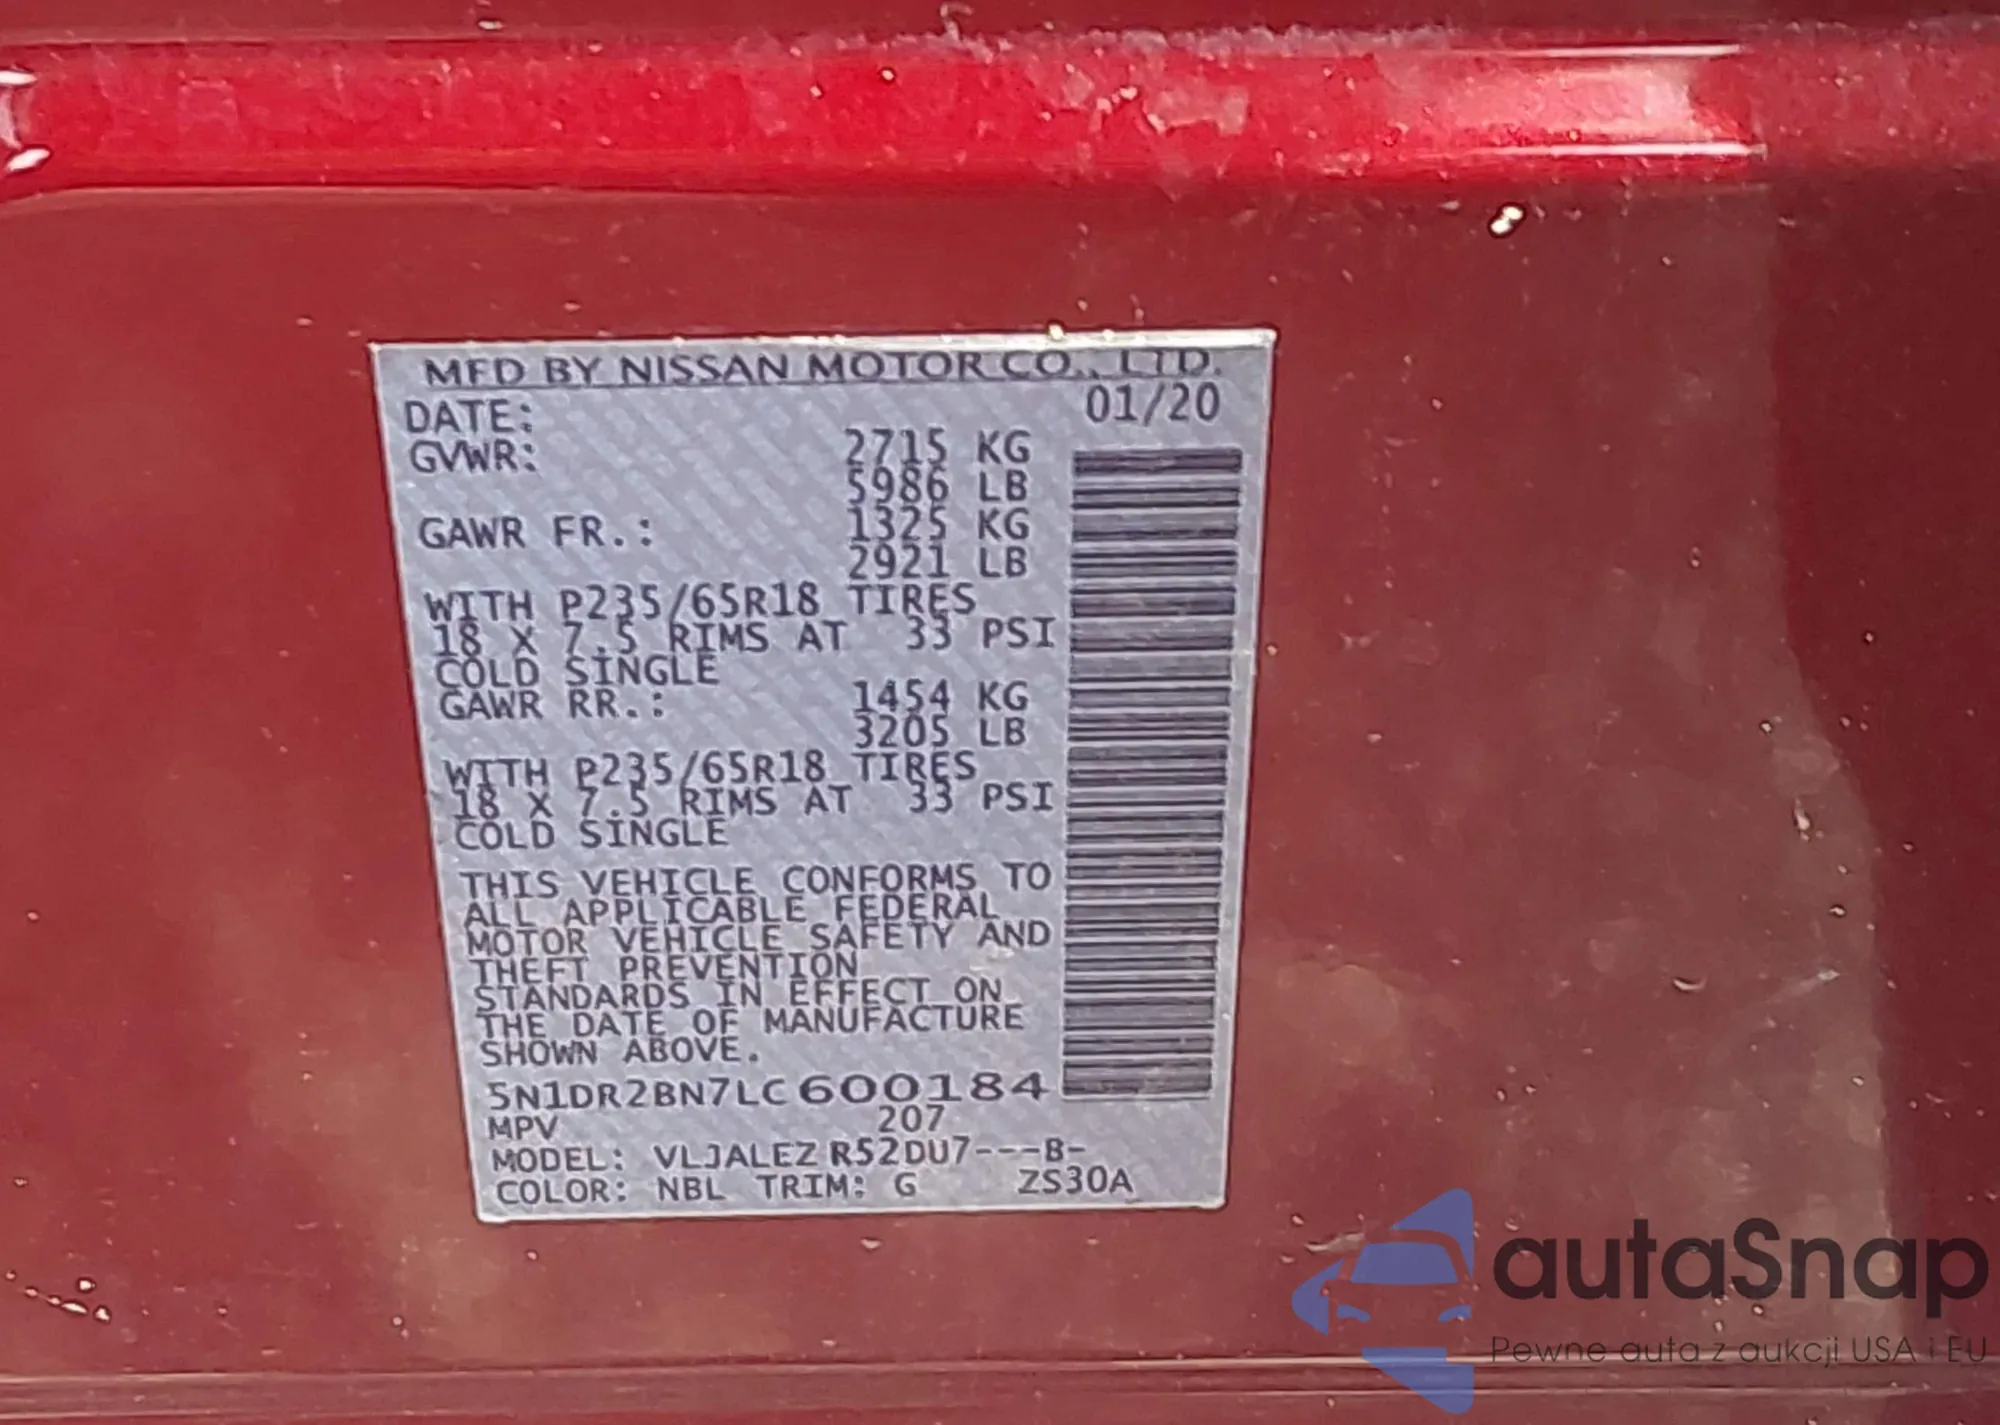 MFD BY NISSAN MOTOR CO., LTD.
DATE: 01/20
GVWR: 2715 KG
5986 LB
GAWR FR.: 1325 KG
2921 LB
WITH P235/65R18 TIRES
18 X 7.5 RIMS AT 33 PSI
COLD SINGLE
GAWR RR.: 1454 KG
3205 LB
WITH P235/65R18 TIRES
18 X 7.5 RIMS AT 33 PSI
COLD SINGLE
THIS VEHICLE CONFORMS TO
ALL APPLICABLE FEDERAL
MOTOR VEHICLE SAFETY AND
THEFT PREVENTION
STANDARDS IN EFFECT ON
THE DATE OF MANUFACTURE
SHOWN ABOVE.
5N1DR2BN7LC600184
MPV 207
MODEL: VLJALEZ R52DU7---B-
COLOR: NBL TRIM: G ZS30A
autaSnap
Pewne auta z aukcji USA i EU